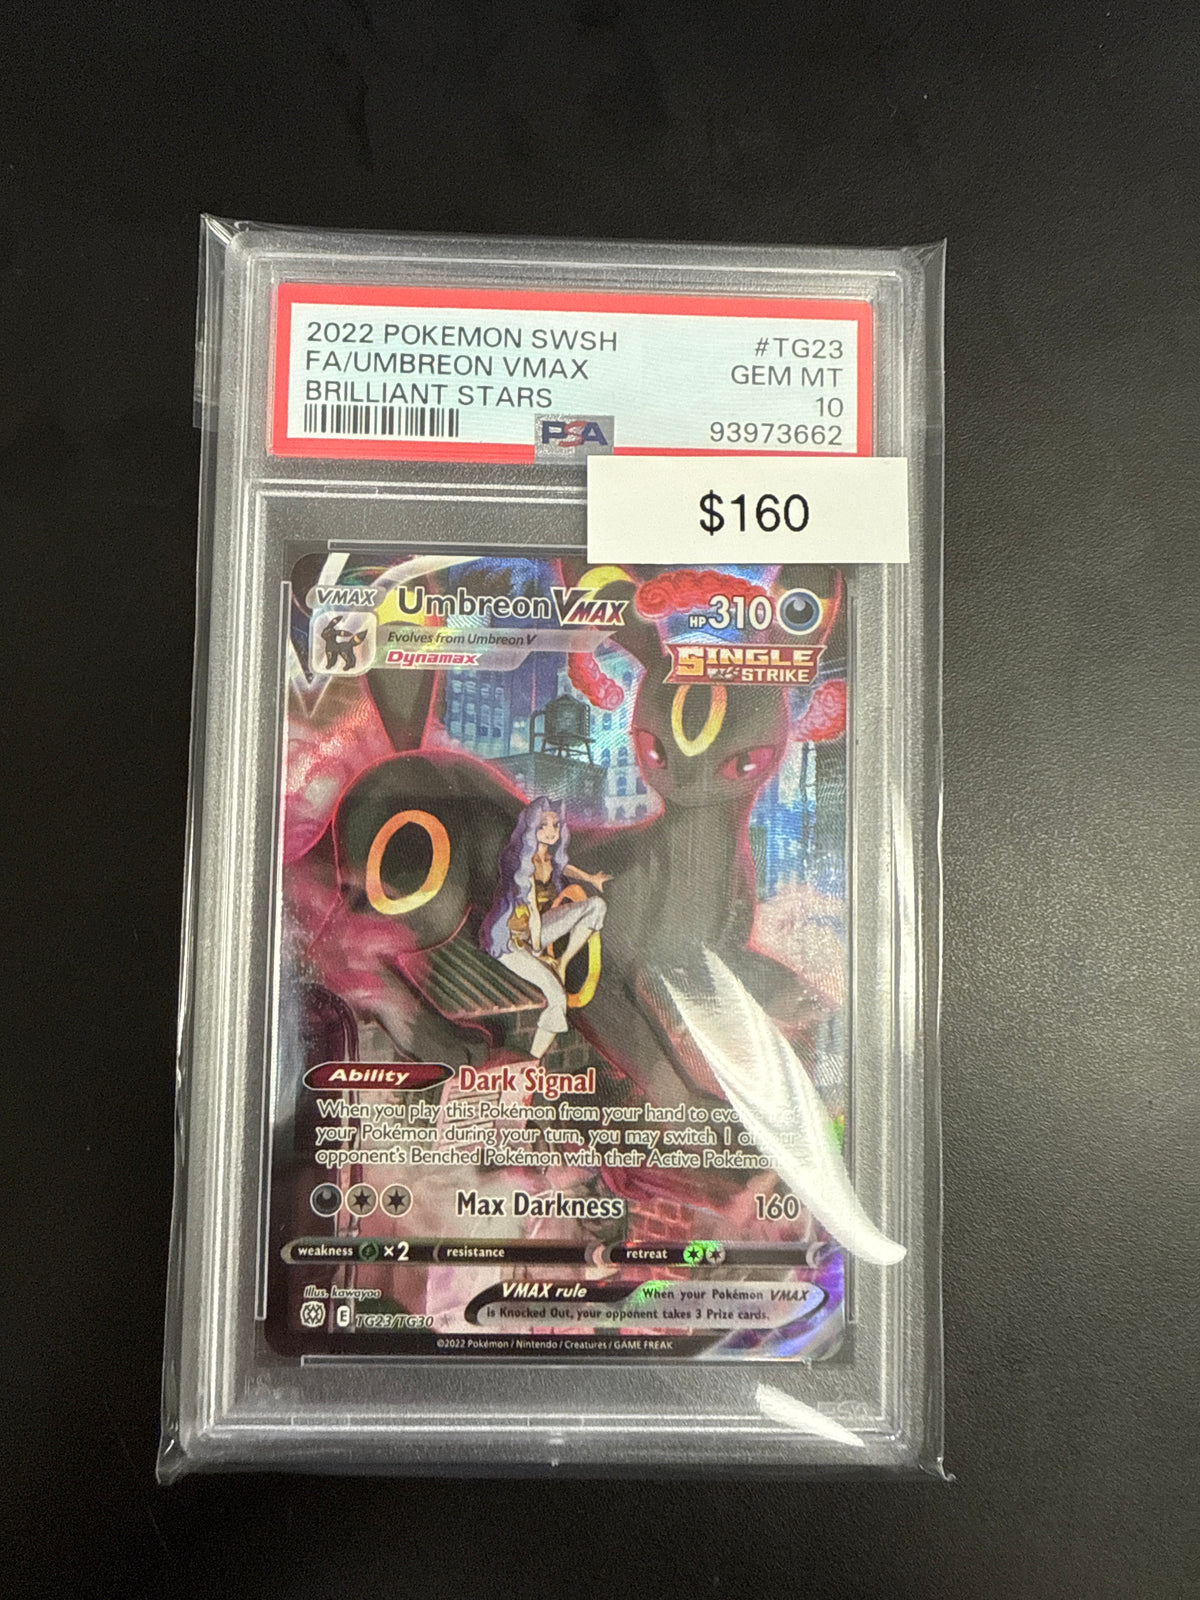 2022 POKEMON SWSH #TG23
FA/UMBREON VMAX GEM MT
BRILLIANT STARS 10
PSA 93973662
$160
VMAX Umbreon VMAX HP 310
Evolves from Umbreon V
Dynamax
SINGLE
STRIKE
Ability Dark Signal
When you play this Pokémon from your hand to
your Pokémon during your turn, you may switch 1
opponent's Benched Pokémon with their Active Pokémon.
Max Darkness 160
weakness ×2 resistance retreat
VMAX rule When your Pokémon VMAX
is Knocked Out, your opponent takes 3 Prize cards.
Illus. kawayoo
E TG23/TG30
©2022 Pokémon / Nintendo / Creatures / GAME FREAK